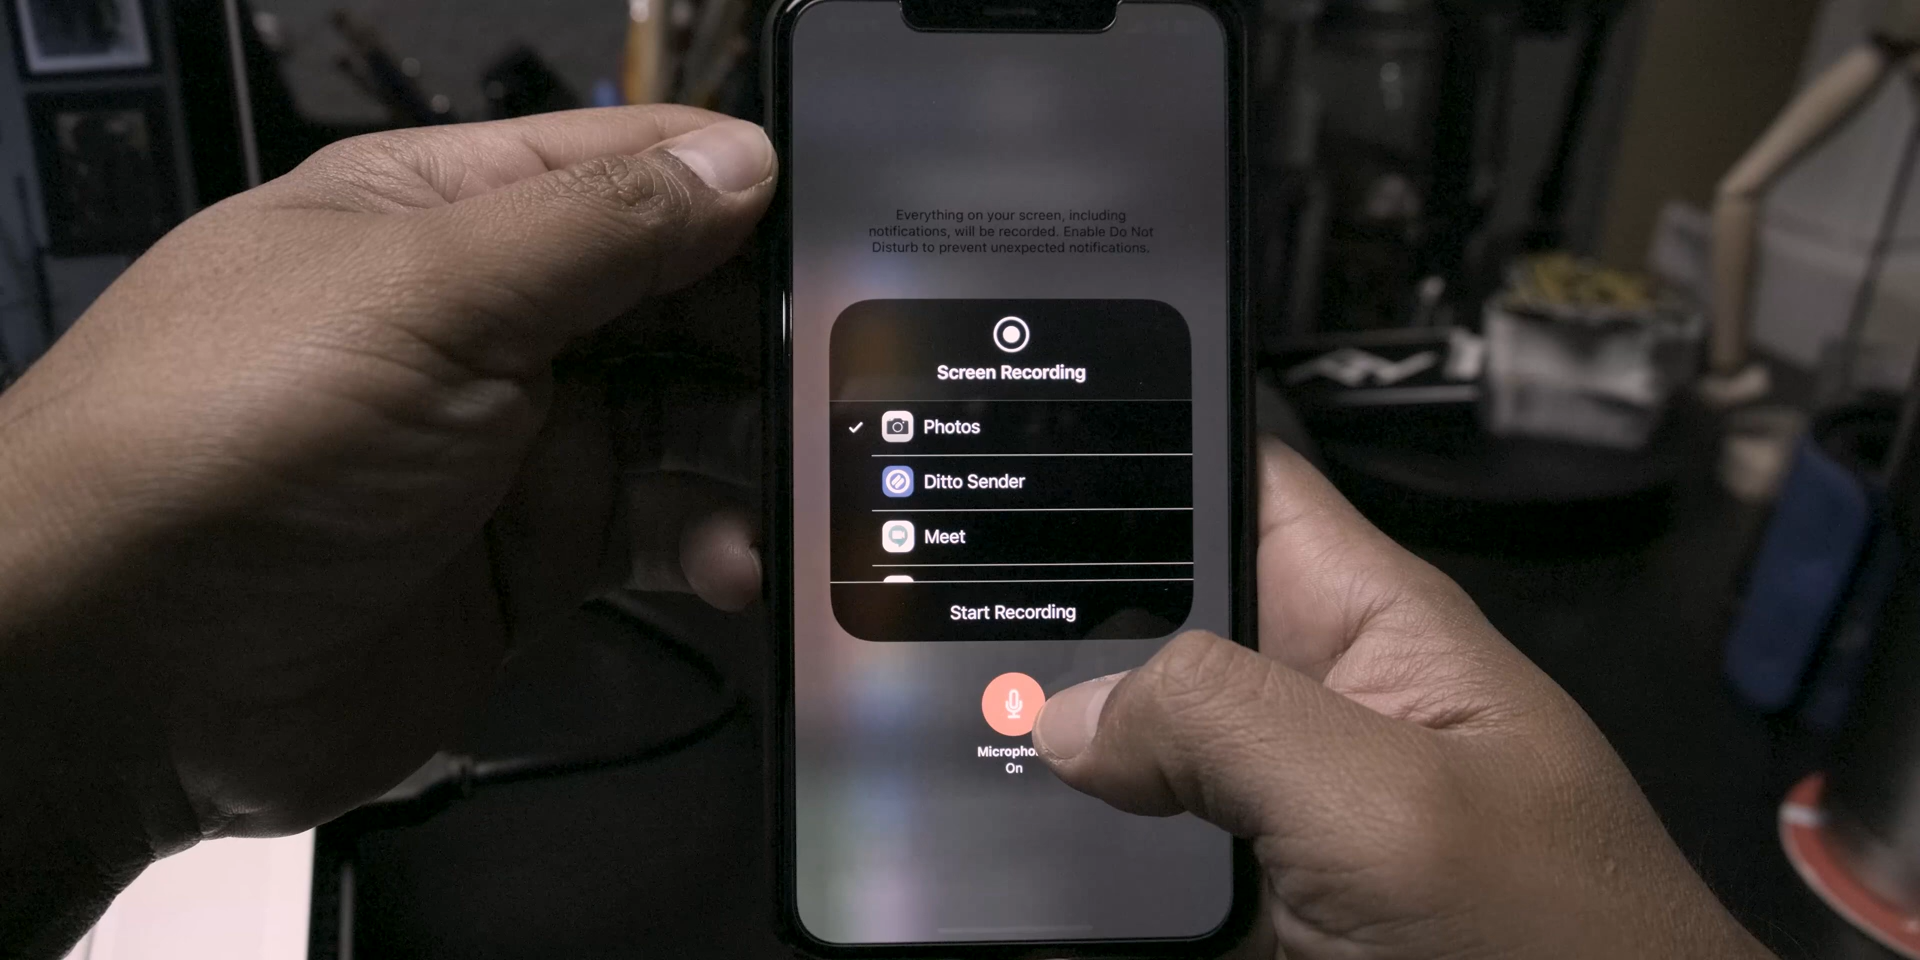 Everything on your screen, including
notifications, will be recorded. Enable Do Not
Disturb to prevent unexpected notifications.
Screen Recording
Photos
Ditto Sender
Meet
Start Recording
Micropho
On